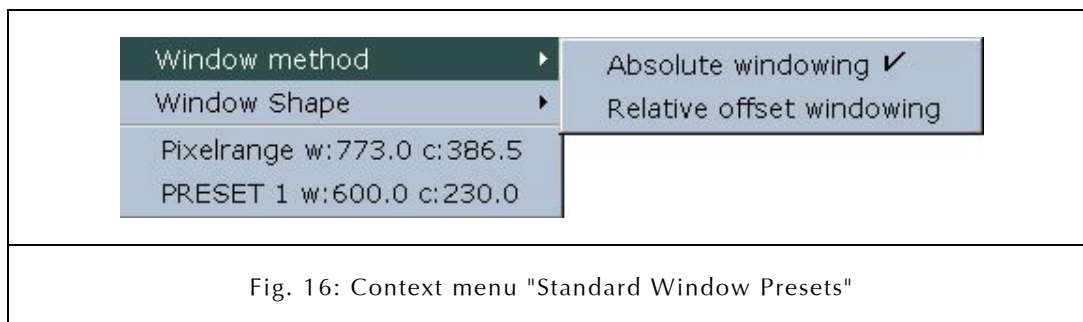 Window method
Absolute windowing ✓
Window Shape
Relative offset windowing
Pixelrange w:773.0 c:386.5
PRESET 1 w:600.0 c:230.0
Fig. 16: Context menu "Standard Window Presets"